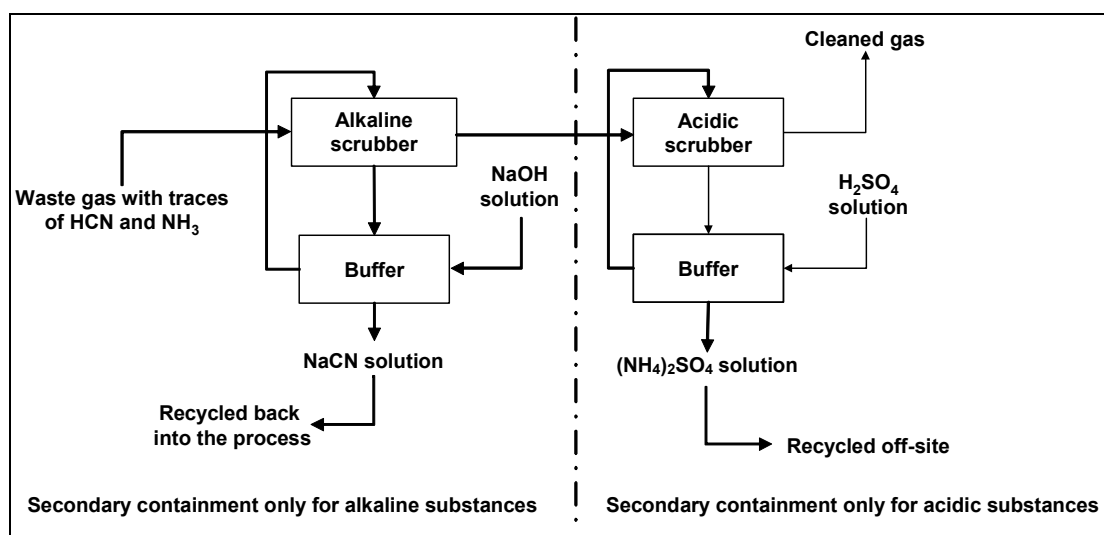 Cleaned gas
Alkaline
scrubber
Acidic
scrubber
Waste gas with traces
of HCN and NH₃
NaOH
solution
H₂SO₄
solution
Buffer
Buffer
NaCN solution
(NH₄)₂SO₄ solution
Recycled back
into the process
Recycled off-site
Secondary containment only for alkaline substances
Secondary containment only for acidic substances